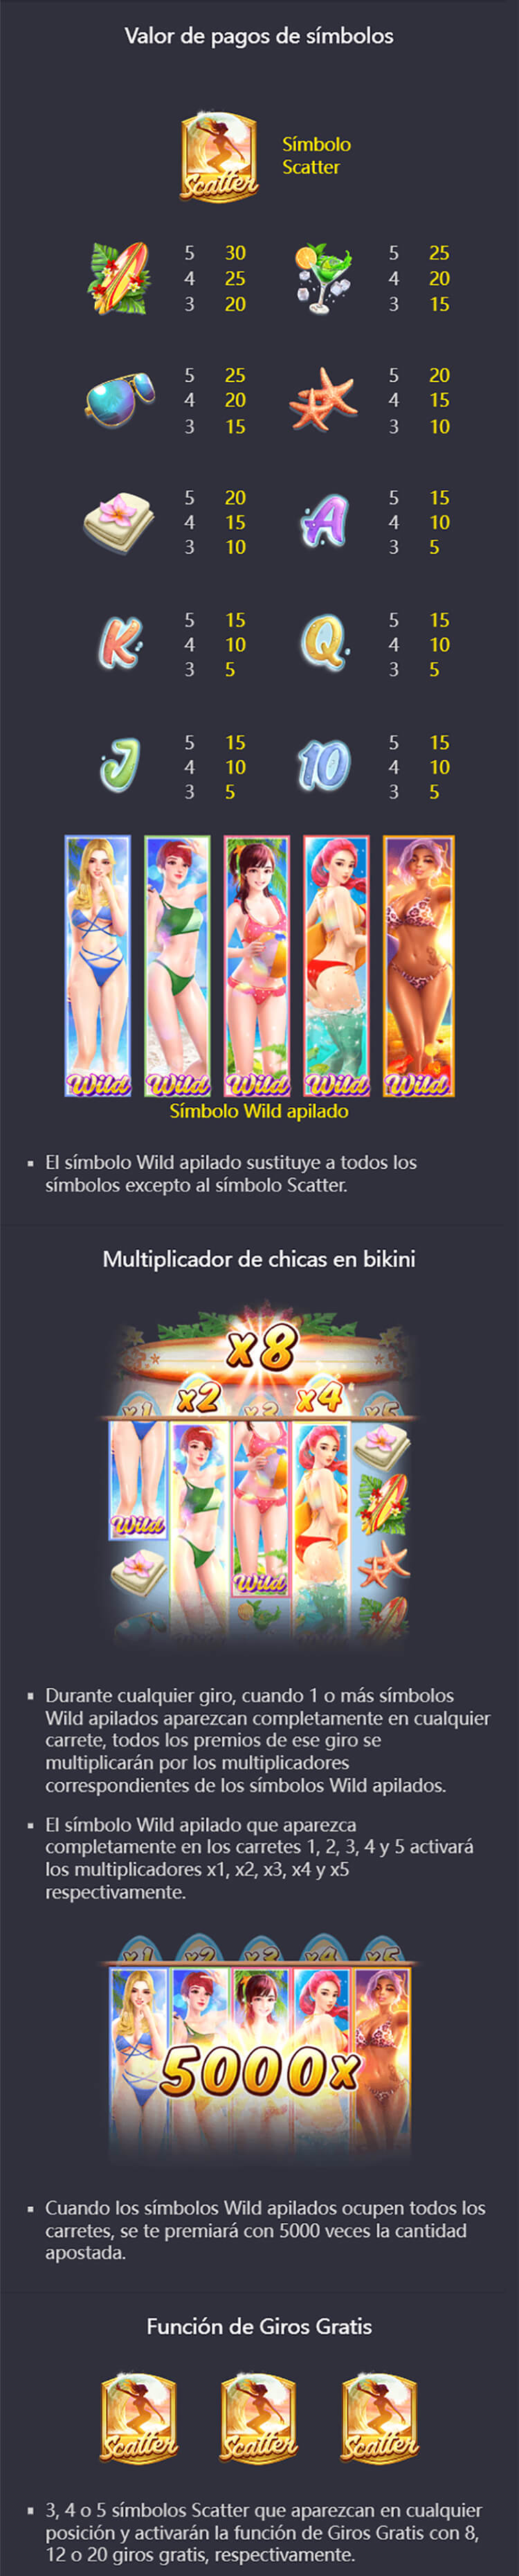 Valor de pagos de símbolos
Scatter
Símbolo
Scatter
5 30
4 25
3 20
5 25
4 20
3 15
5 25
4 20
3 15
5 20
4 15
3 10
5 20
4 15
3 10
A
5 15
4 10
3 5
K
5 15
4 10
3 5
Q
5 15
4 10
3 5
J
5 15
4 10
3 5
10
5 15
4 10
3 5
Wild Wild Wild Wild Wild
Símbolo Wild apilado
▪ El símbolo Wild apilado sustituye a todos los
símbolos excepto al símbolo Scatter.
Multiplicador de chicas en bikini
x8
x1 x2 x3 x4 x5
Wild
Wild
▪ Durante cualquier giro, cuando 1 o más símbolos
Wild apilados aparezcan completamente en cualquier
carrete, todos los premios de ese giro se
multiplicarán por los multiplicadores
correspondientes de los símbolos Wild apilados.
▪ El símbolo Wild apilado que aparezca
completamente en los carretes 1, 2, 3, 4 y 5 activará
los multiplicadores x1, x2, x3, x4 y x5
respectivamente.
x1 x2 x3 x4 x5
5000x
▪ Cuando los símbolos Wild apilados ocupen todos los
carretes, se te premiará con 5000 veces la cantidad
apostada.
Función de Giros Gratis
Scatter Scatter Scatter
▪ 3, 4 o 5 símbolos Scatter que aparezcan en cualquier
posición y activarán la función de Giros Gratis con 8,
12 o 20 giros gratis, respectivamente.